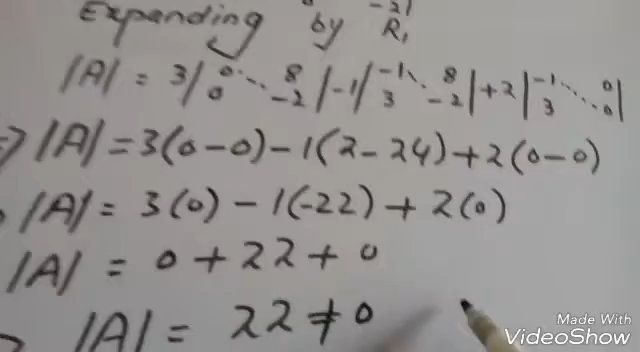 -2|
Expanding by R₁
|A| = 3| 0 8 0 -2 | -1| -1 8 3 -2 | +2| -1 0 3 0 |
=> |A| = 3(0-0) - 1(2-24) + 2(0-0)
|A| = 3(0) - 1(-22) + 2(0)
|A| = 0 + 22 + 0
|A| = 22 ≠ 0
Made With
VideoShow